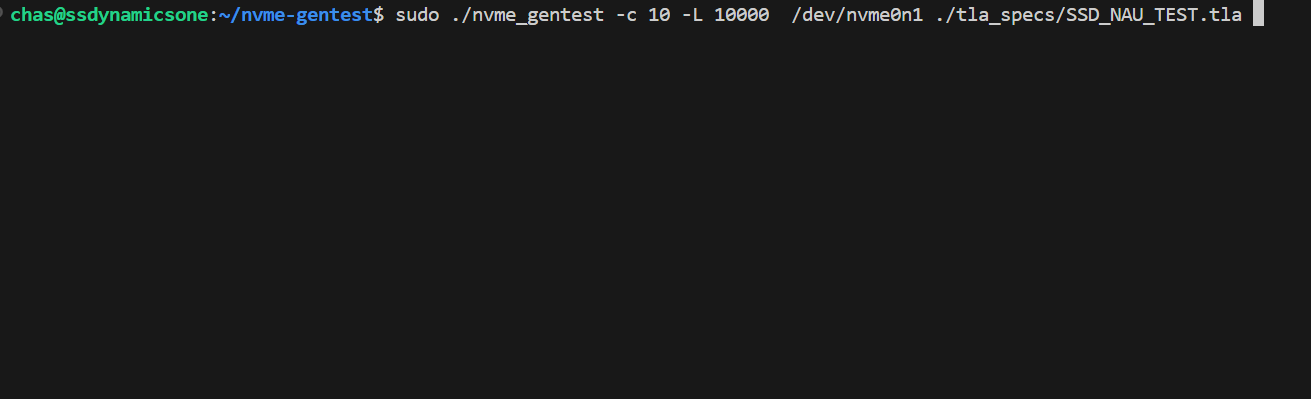 chas@ssdynamicsone:~/nvme-gentest$ sudo ./nvme_gentest -c 10 -L 10000  /dev/nvme0n1 ./tla_specs/SSD_NAU_TEST.tla